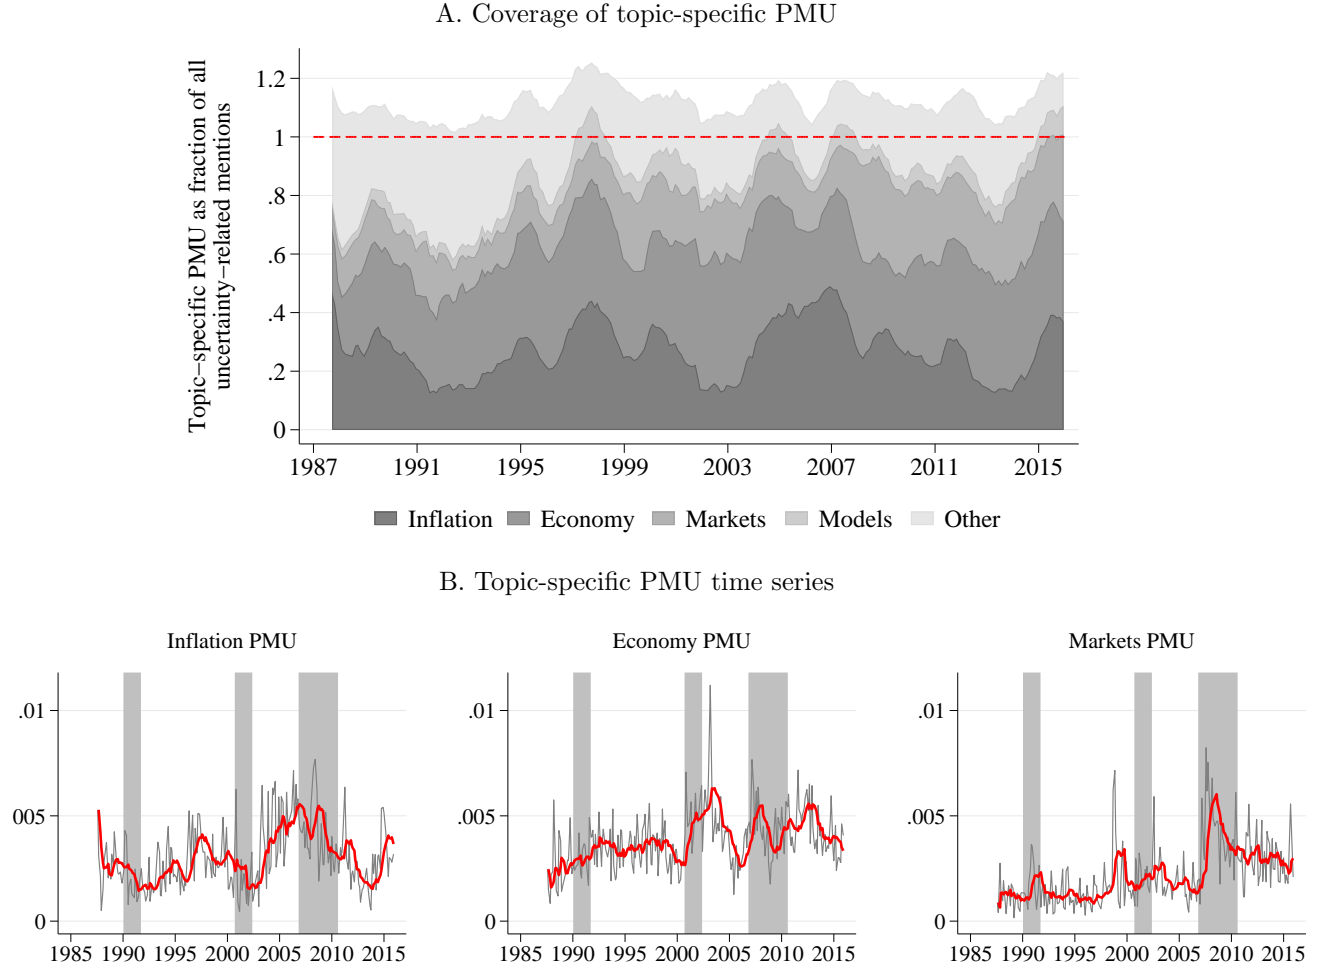 A. Coverage of topic-specific PMU
Topic−specific PMU as fraction of all
uncertainty−related mentions
1.2
1
.8
.6
.4
.2
0
1987 1991 1995 1999 2003 2007 2011 2015
Inflation Economy Markets Models Other
B. Topic-specific PMU time series
Inflation PMU Economy PMU Markets PMU
.01 .01 .01
005 .005 .005
0 0 0
1985 1990 1995 2000 2005 2010 2015 1985 1990 1995 2000 2005 2010 2015 1985 1990 1995 2000 2005 2010 2015